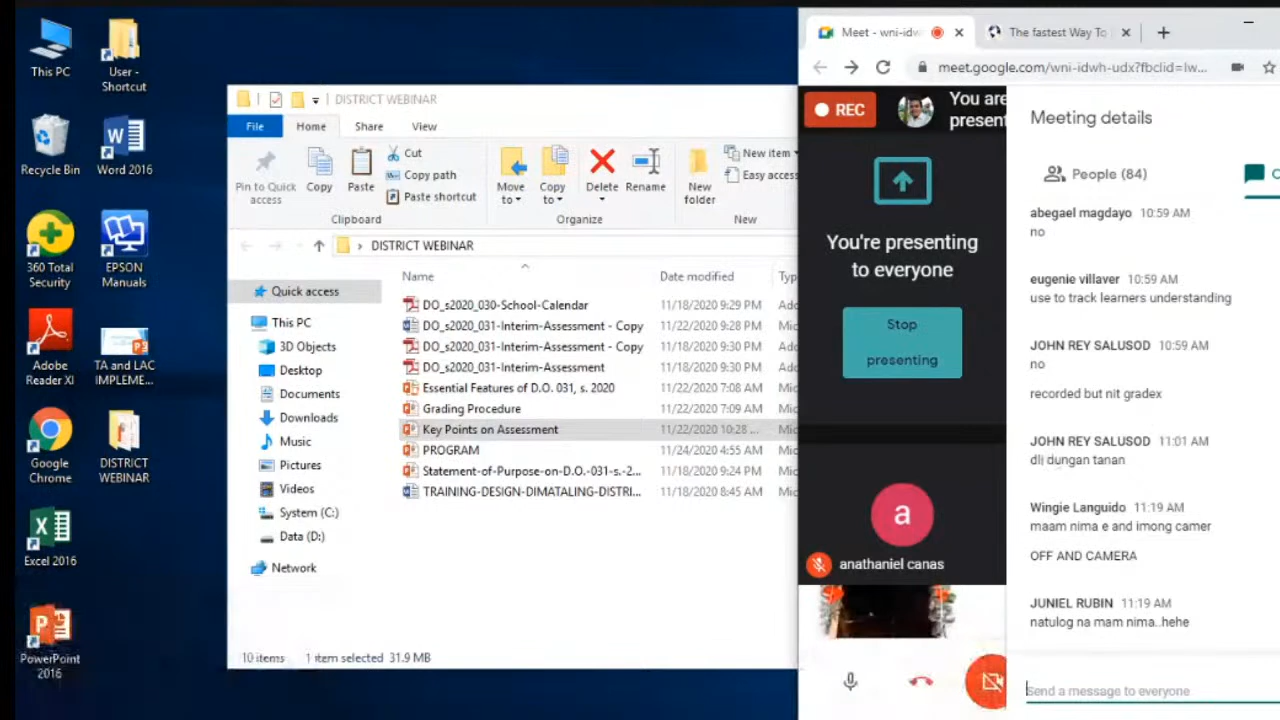 This PC
User -
Shortcut
Recycle Bin
Word 2016
360 Total
Security
EPSON
Manuals
Adobe
Reader XI
TA and LAC
IMPLEME...
Google
Chrome
DISTRICT
WEBINAR
Excel 2016
PowerPoint
2016
DISTRICT WEBINAR
File
Home
Share
View
Pin to Quick
access
Copy
Paste
Cut
Copy path
Paste shortcut
Clipboard
Move
to
Copy
to
Delete
Rename
Organize
New
folder
New item
Easy access
New
DISTRICT WEBINAR
Name
Date modified
Quick access
This PC
3D Objects
Desktop
Documents
Downloads
Music
Pictures
Videos
System (C:)
Data (D:)
Network
DO_s2020_030-School-Calendar 11/18/2020 9:29 PM
DO_s2020_031-Interim-Assessment - Copy 11/22/2020 9:28 PM
DO_s2020_031-Interim-Assessment - Copy 11/18/2020 9:30 PM
DO_s2020_031-Interim-Assessment 11/18/2020 9:30 PM
Essential Features of D.O. 031, s. 2020 11/22/2020 7:08 AM
Grading Procedure 11/22/2020 7:09 AM
Key Points on Assessment 11/22/2020 10:28 ...
PROGRAM 11/24/2020 4:55 AM
Statement-of-Purpose-on-D.O.-031-s.-2... 11/18/2020 9:24 PM
TRAINING-DESIGN-DIMATALING-DISTRI... 11/18/2020 8:45 AM
10 items 1 item selected 31.9 MB
Meet - wni-idw
The fastest Way To
meet.google.com/wni-idwh-udx?fbclid=Iw...
REC
You are
present
You're presenting
to everyone
Stop
presenting
a
anathaniel canas
Meeting details
People (84)
abegael magdayo 10:59 AM
no
eugenie villaver 10:59 AM
use to track learners understanding
JOHN REY SALUSOD 10:59 AM
no
recorded but nit gradex
JOHN REY SALUSOD 11:01 AM
dli dungan tanan
Wingie Languido 11:19 AM
maam nima e and imong camer
OFF AND CAMERA
JUNIEL RUBIN 11:19 AM
natulog na mam nima..hehe
Send a message to everyone